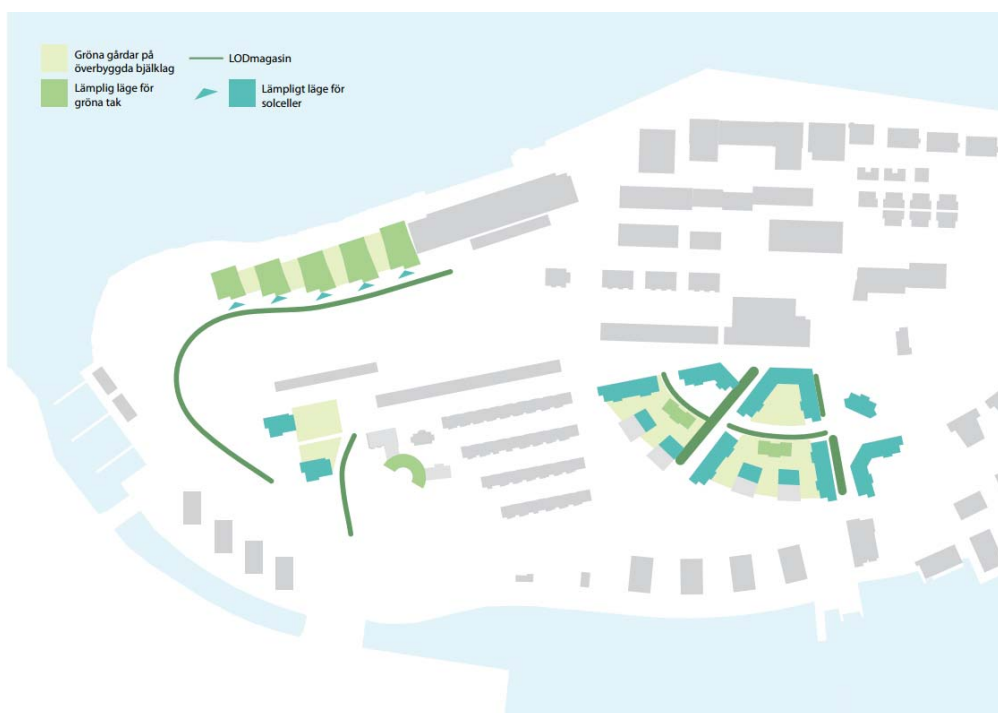 Gröna gårdar på
överbyggda bjälklag
Lämplig läge för
gröna tak
LODmagasin
Lämpligt läge för
solceller